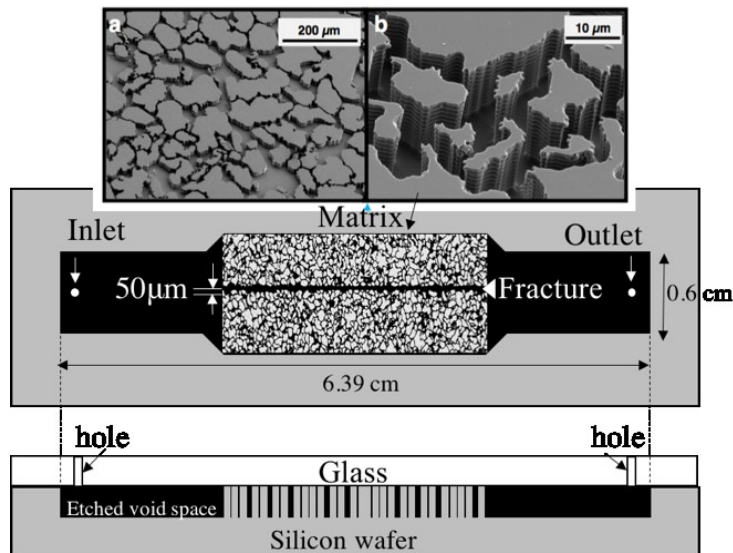 a
200 µm
b
10 µm
Matrix
Inlet
Outlet
50µm
Fracture
0.6 cm
6.39 cm
hole
hole
Glass
Etched void space
Silicon wafer